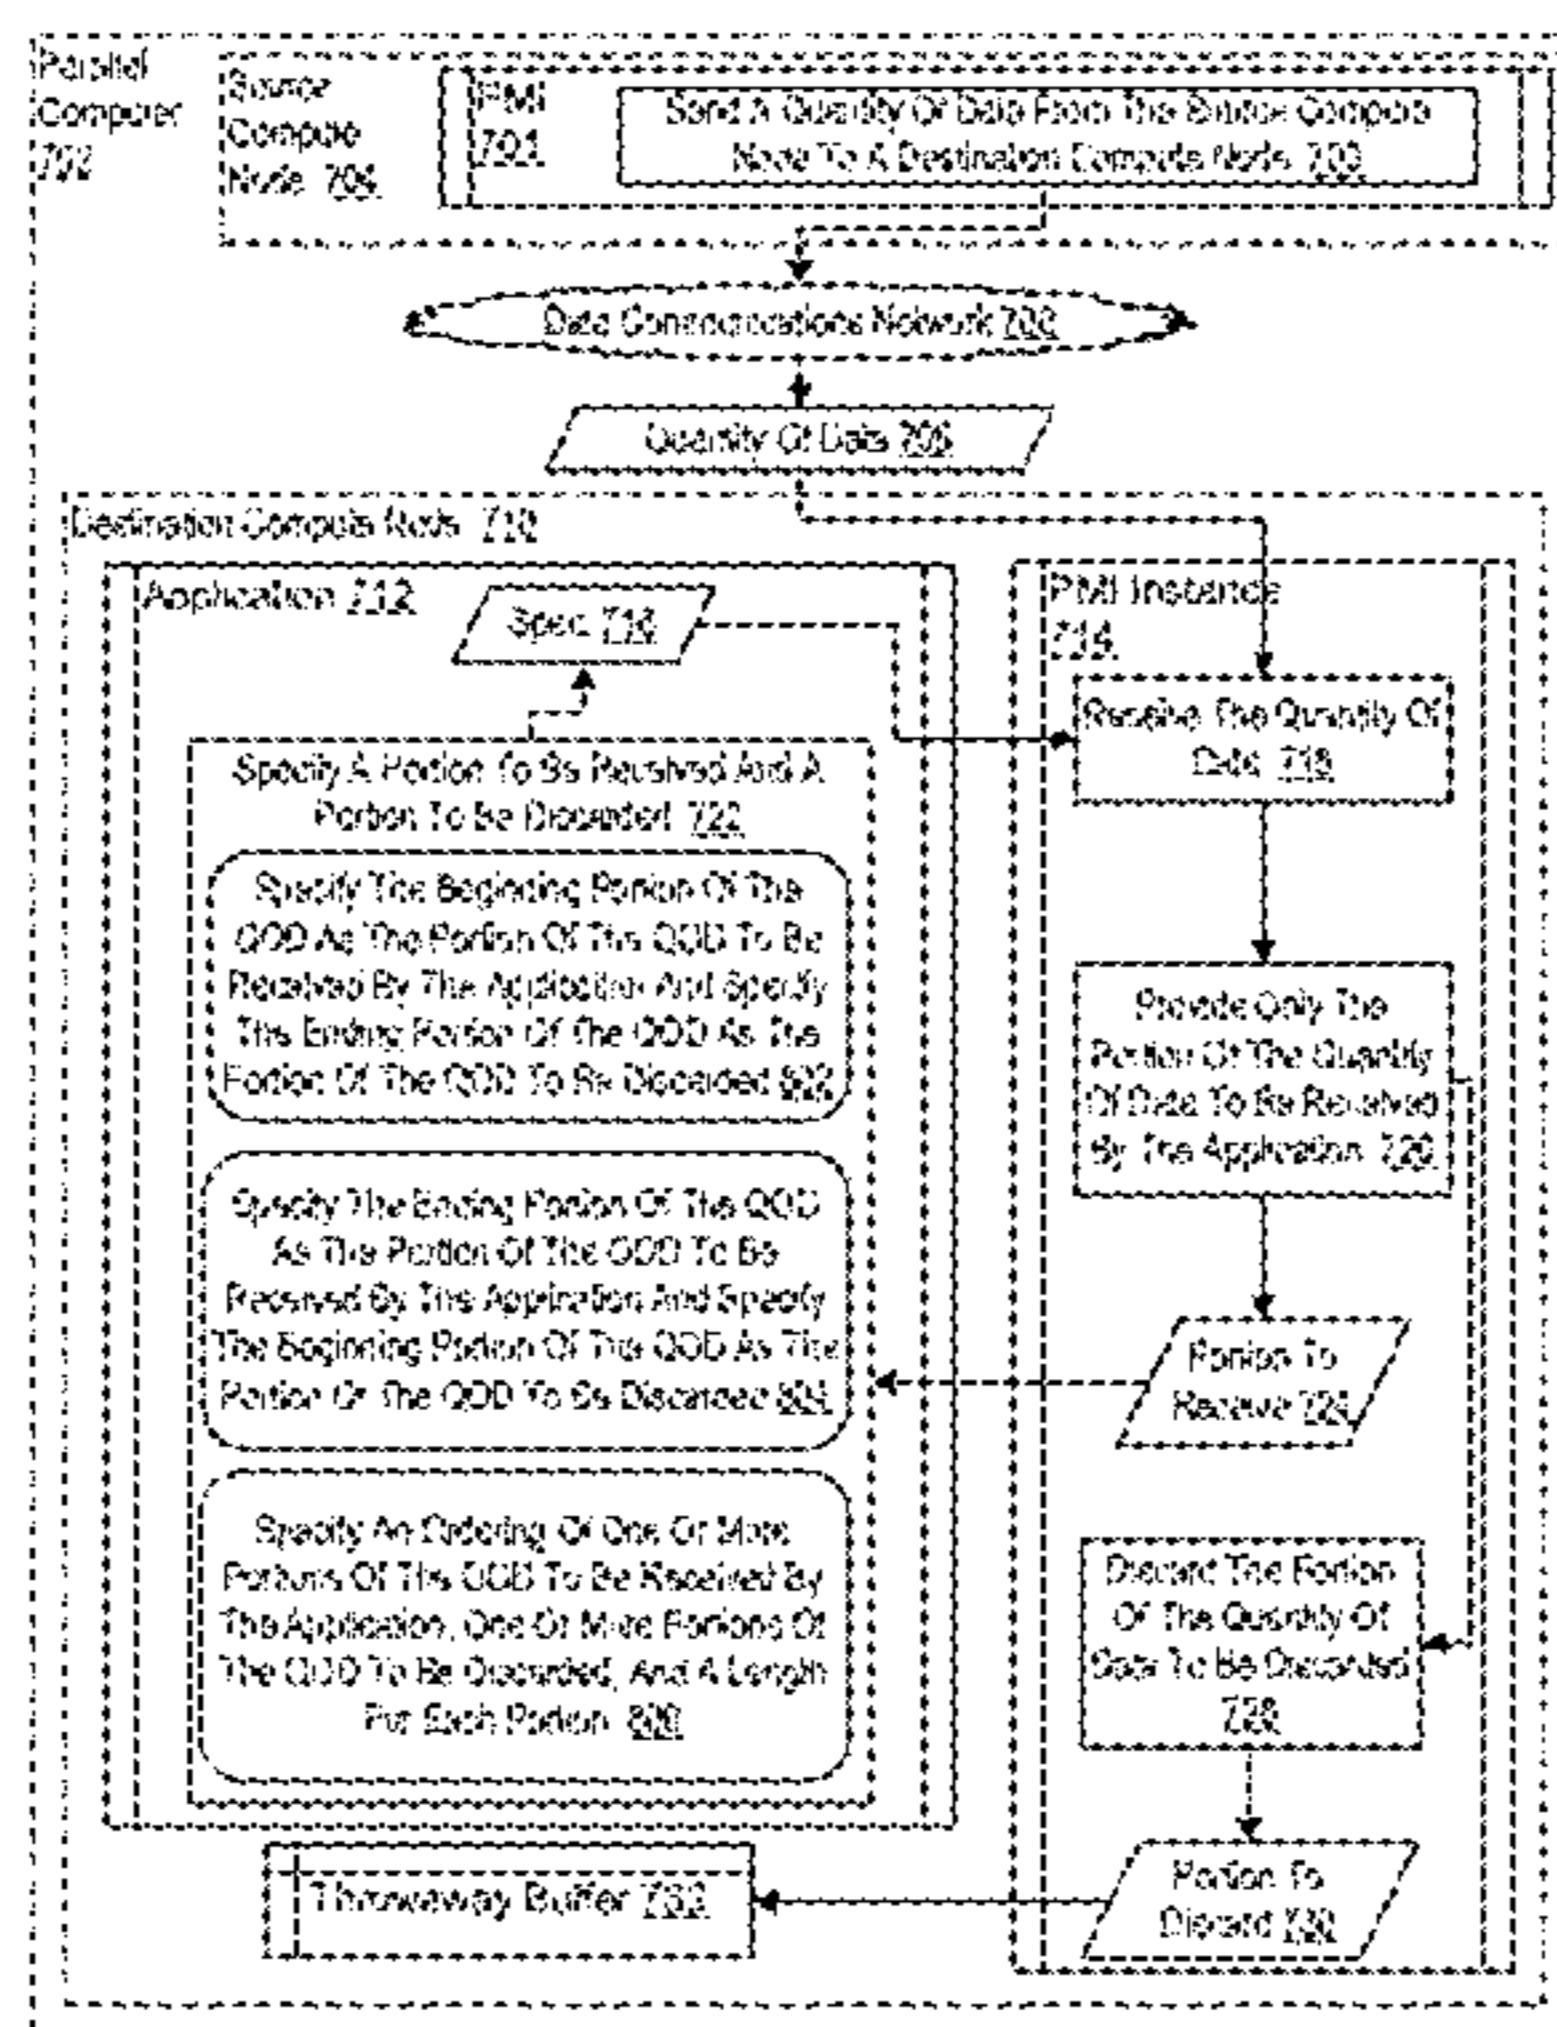 Parallel
Computer
702
Source
Compute
Node 704
PMI
701
Send A Quantity Of Data From The Source Compute
Node To A Destination Compute Node 703
Data Communications Network
Quantity Of Data 706
Destination Compute Node 710
Application 712
Spec. 716
PMI Instance
714
Receive The Quantity Of
Data 718
Specify A Portion To Be Received And A
Portion To Be Discarded 722
Specify The Beginning Portion Of The
QOD As The Portion Of The QOD To Be
Received By The Application And Specify
The Ending Portion Of The QOD As The
Portion Of The QOD To Be Discarded 802
Provide Only The
Portion Of The Quantity
Of Data To Be Received
By The Application 720
Specify The Ending Portion Of The QOD
As The Portion Of The QOD To Be
Received By The Application And Specify
The Beginning Portion Of The QOD As The
Portion Of The QOD To Be Discarded 804
Portion To
Receive 724
Specify An Ordering Of One Or More
Portions Of The QOD To Be Received By
The Application, One Or More Portions Of
The QOD To Be Discarded, And A Length
For Each Portion
Discard The Portion
Of The Quantity Of
Data To Be Discarded
728
Throwaway Buffer 732
Portion To
Discard 730